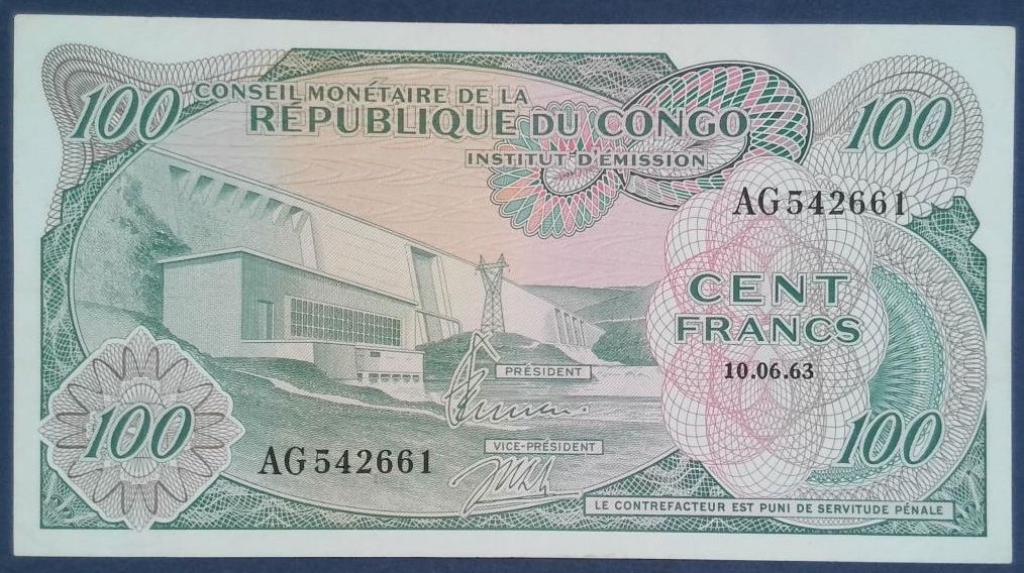 100
CONSEIL MONÉTAIRE DE LA
RÉPUBLIQUE DU CONGO
INSTITUT D'ÉMISSION
100
AG 542661
CENT
FRANCS
10.06.63
PRÉSIDENT
VICE-PRÉSIDENT
100
AG 542661
100
LE CONTREFACTEUR EST PUNI DE SERVITUDE PÉNALE